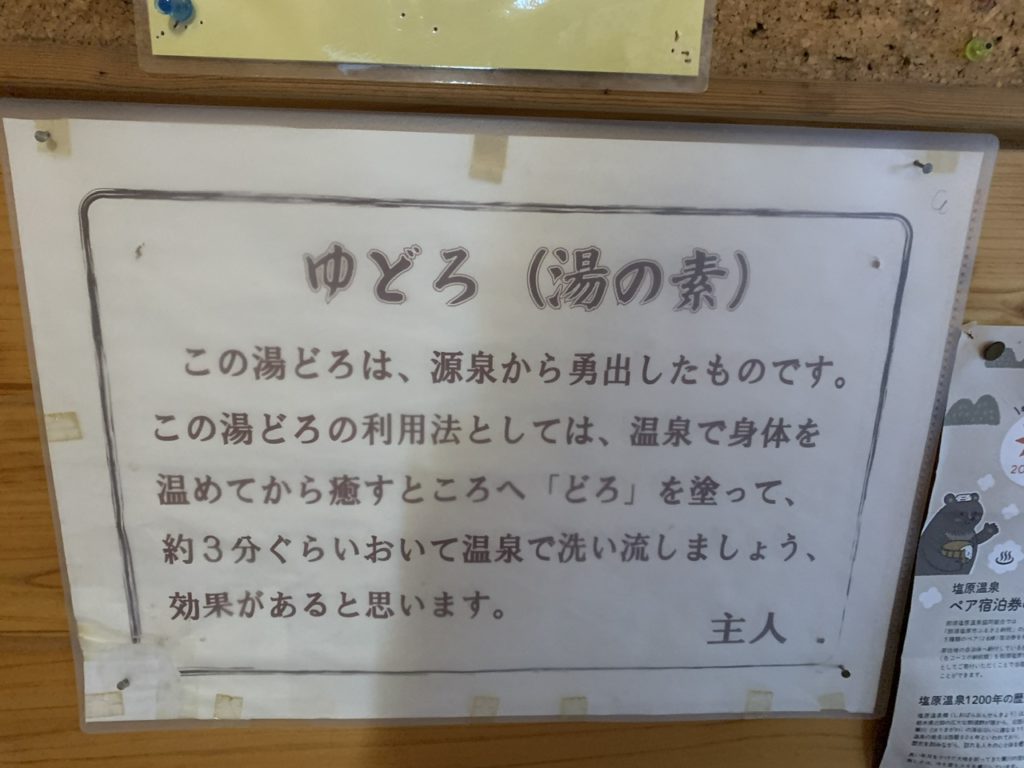 ゆどろ（湯の素）
この湯どろは、源泉から勇出したものです。
この湯どろの利用法としては、温泉で身体を
温めてから癒すところへ「どろ」を塗って、
約３分ぐらいおいて温泉で洗い流しましょう、
効果があると思います。
主人
塩原温泉
ペア宿泊券
塩原温泉1200年の歴